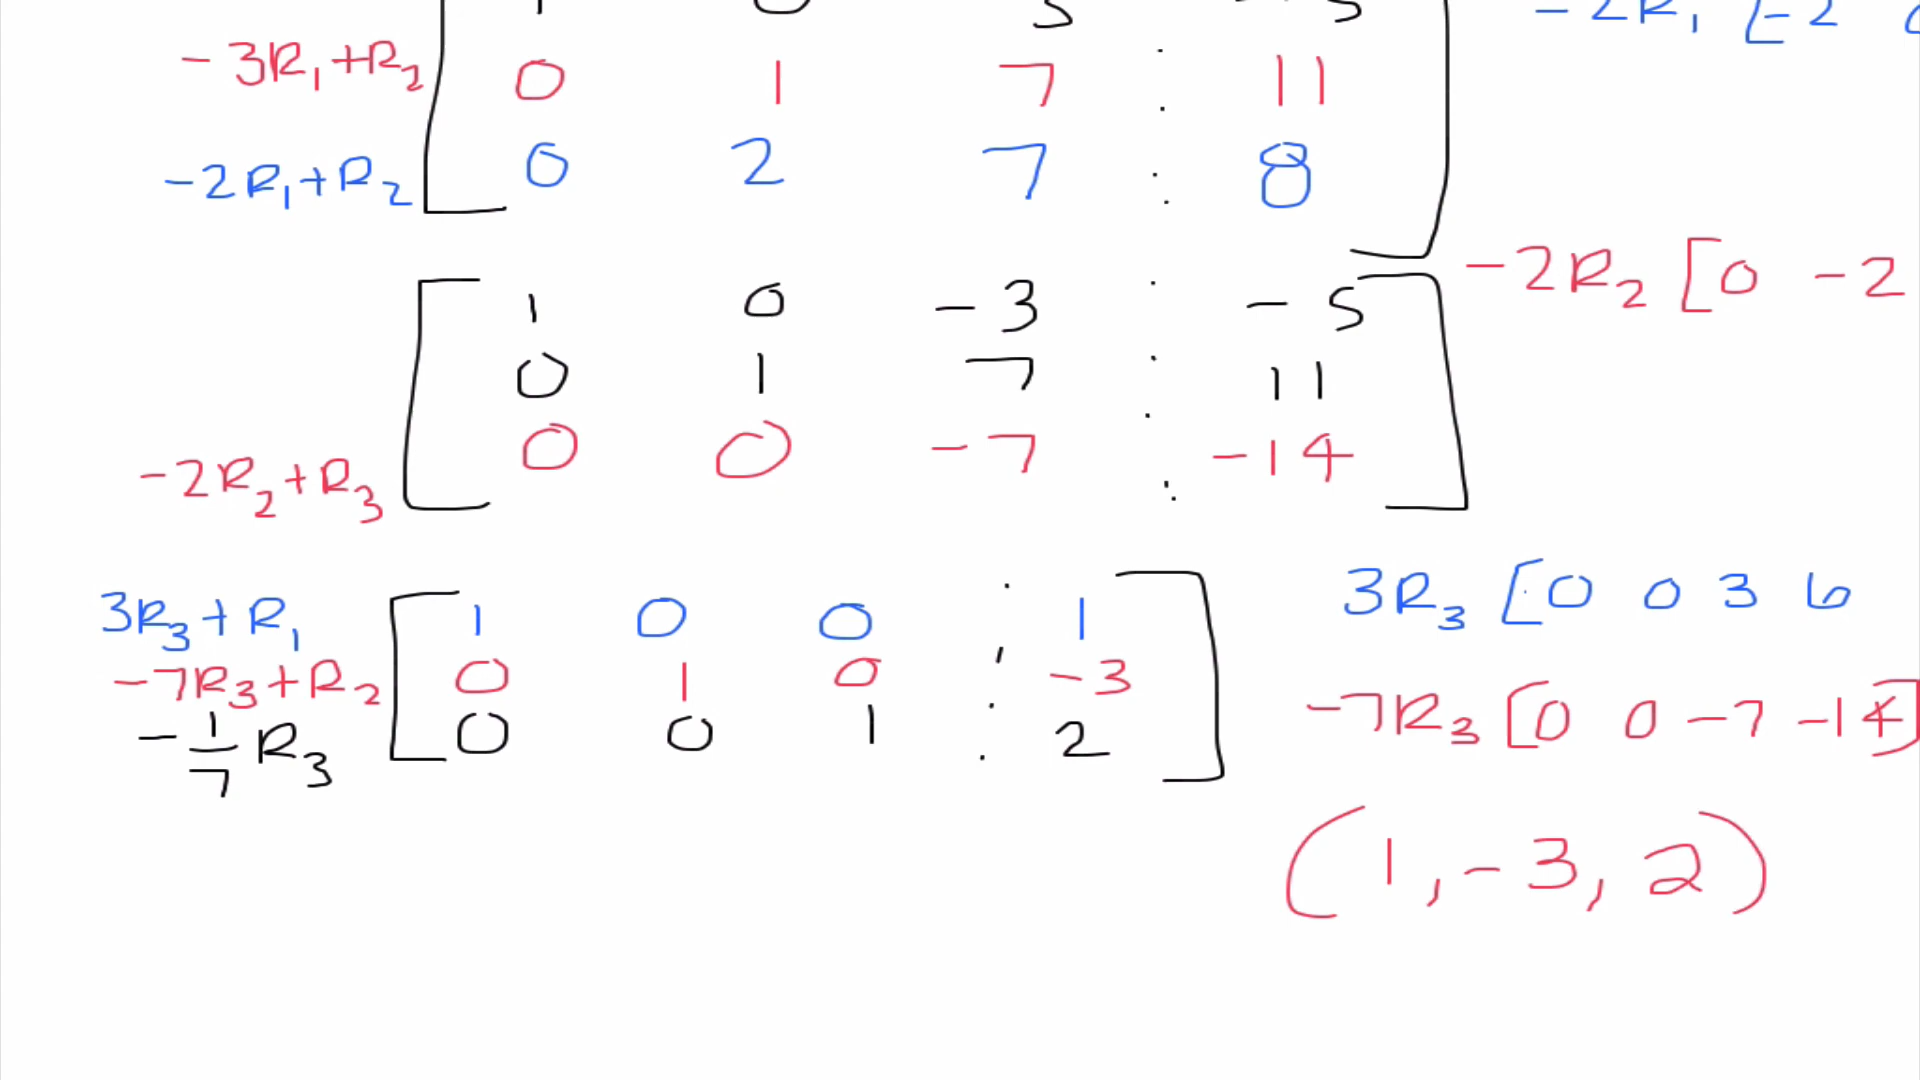 -2R₁ [-2
-3R₁+R₂ [0 1 7 : 11]
-2R₁+R₂ [0 2 7 : 8]
-2R₂ [0 -2
[1 0 -3 : -5]
[0 1 7 : 11]
-2R₂+R₃ [0 0 -7 : -14]
3R₃+R₁ [1 0 0 : 1] 3R₃ [0 0 3 6
-7R₃+R₂ [0 1 0 : -3] -7R₃ [0 0 -7 -14]
-1/7 R₃ [0 0 1 : 2]
(1, -3, 2)